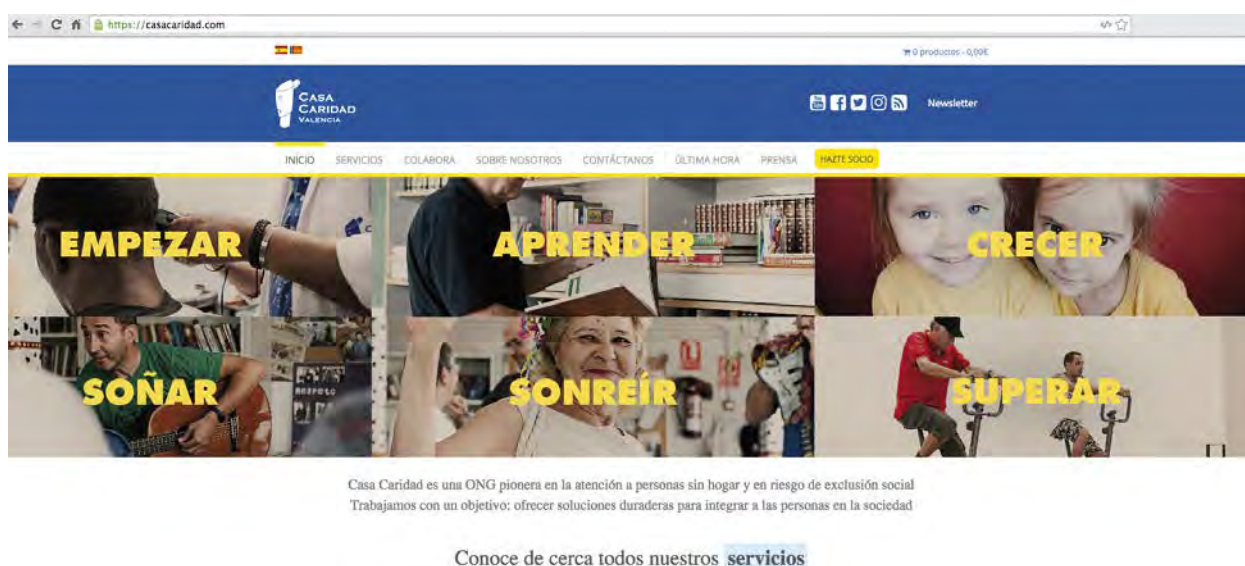 https://casacaridad.com
0 productos - 0,00€
CASA
CARIDAD
VALENCIA
Newsletter
INICIO SERVICIOS COLABORA SOBRE NOSOTROS CONTÁCTANOS ÚLTIMA HORA PRENSA HAZTE SOCIO
EMPEZAR APRENDER CRECER
SOÑAR SONREÍR SUPERAR
Casa Caridad es una ONG pionera en la atención a personas sin hogar y en riesgo de exclusión social
Trabajamos con un objetivo: ofrecer soluciones duraderas para integrar a las personas en la sociedad
Conoce de cerca todos nuestros servicios